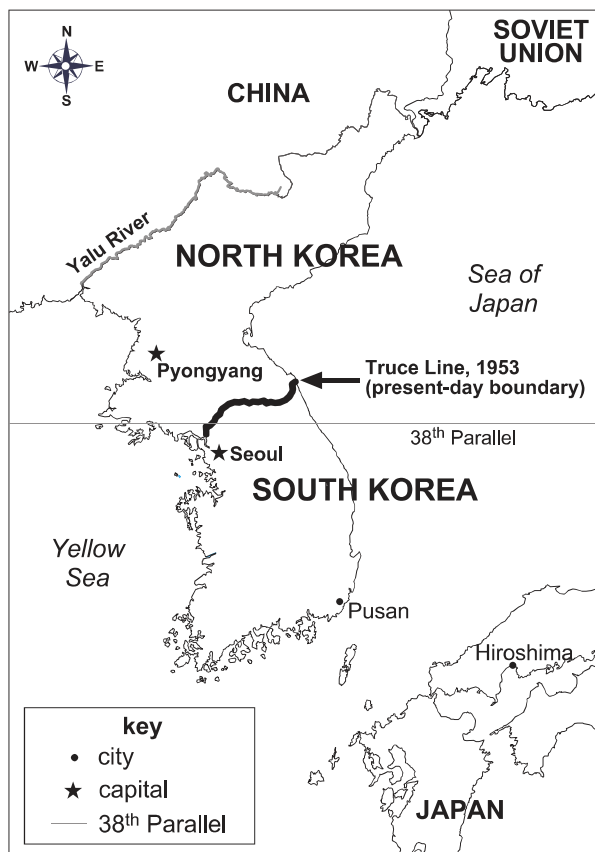 N
W E
S
SOVIET
UNION
CHINA
Yalu River
NORTH KOREA
Sea of
Japan
Pyongyang
Truce Line, 1953
(present-day boundary)
38th Parallel
Seoul
SOUTH KOREA
Yellow
Sea
Pusan
Hiroshima
key
city
capital
38th Parallel
JAPAN